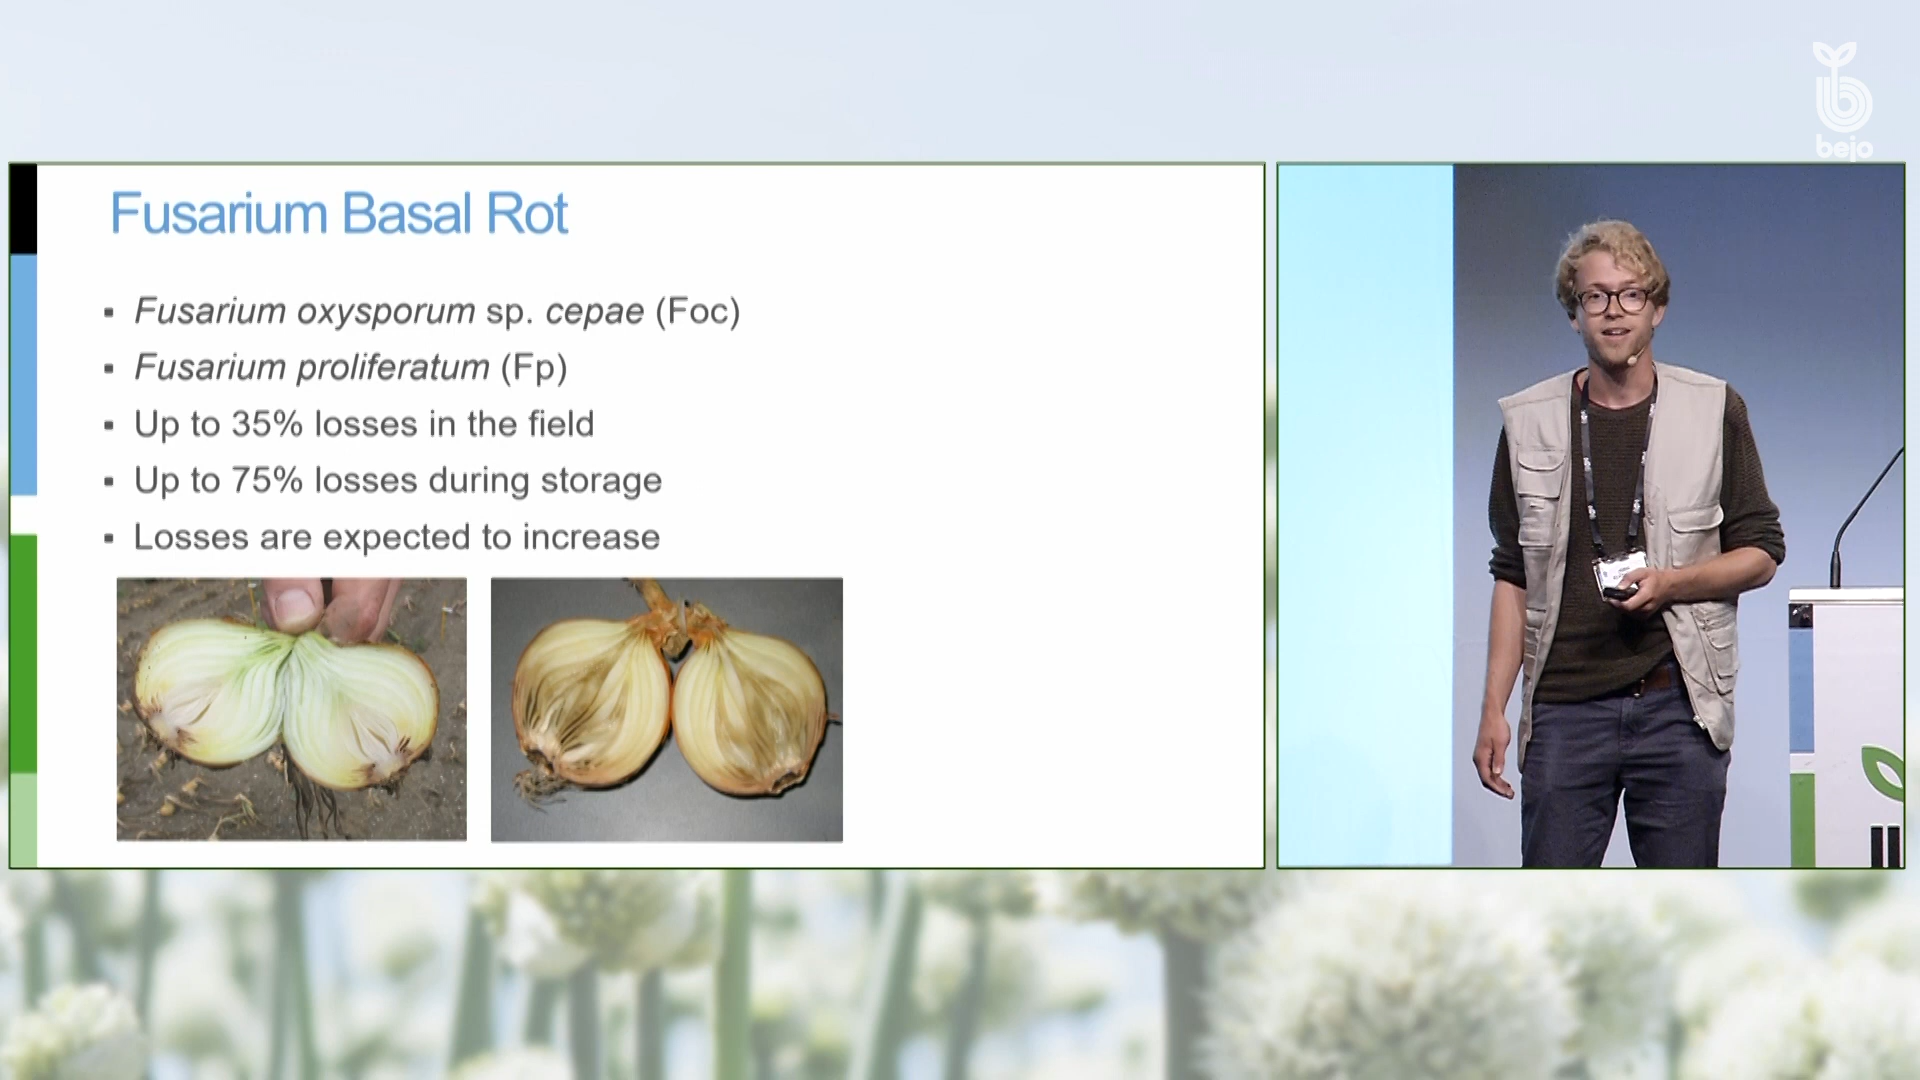 bejo
Fusarium Basal Rot
▪ Fusarium oxysporum sp. cepae (Foc)
▪ Fusarium proliferatum (Fp)
▪ Up to 35% losses in the field
▪ Up to 75% losses during storage
▪ Losses are expected to increase